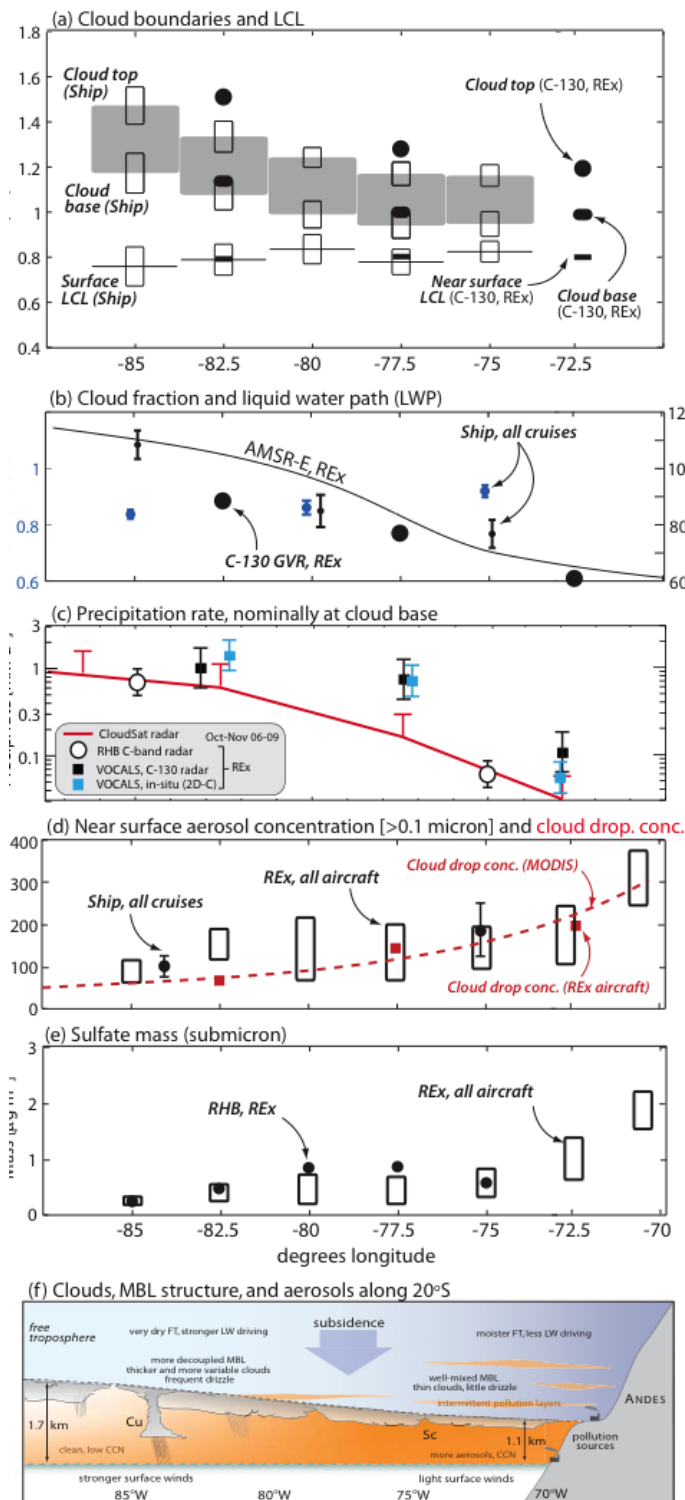 (a) Cloud boundaries and LCL
1.8
1.6
1.4
1.2
1
0.8
0.6
0.4
Cloud top
(Ship)
Cloud
base (Ship)
Surface
LCL (Ship)
Cloud top (C-130, REx)
Near surface
LCL (C-130, REx)
Cloud base
(C-130, REx)
-85 -82.5 -80 -77.5 -75 -72.5
(b) Cloud fraction and liquid water path (LWP)
1
0.8
0.6
12
10
80
60
AMSR-E, REx
Ship, all cruises
C-130 GVR, REx
(c) Precipitation rate, nominally at cloud base
3
1
0.3
0.1
CloudSat radar Oct-Nov 06-09
RHB C-band radar
VOCALS, C-130 radar
REx
VOCALS, in-situ (2D-C)
(d) Near surface aerosol concentration [>0.1 micron] and cloud drop. conc.
400
300
200
100
0
Ship, all cruises
REx, all aircraft
Cloud drop conc. (MODIS)
Cloud drop conc. (REx aircraft)
(e) Sulfate mass (submicron)
3
2
1
0
RHB, REx
REx, all aircraft
-85 -82.5 -80 -77.5 -75 -72.5 -70
degrees longitude
(f) Clouds, MBL structure, and aerosols along 20°S
free
troposphere
very dry FT, stronger LW driving
subsidence
moister FT, less LW driving
more decoupled MBL
thicker and more variable clouds
frequent drizzle
well-mixed MBL
thin clouds, little drizzle
intermittent pollution layers
ANDES
1.7 km
Cu
Sc
1.1 km
pollution
sources
clean, low CCN
more aerosols, CCN
stronger surface winds
light surface winds
85°W 80°W 75°W 70°W